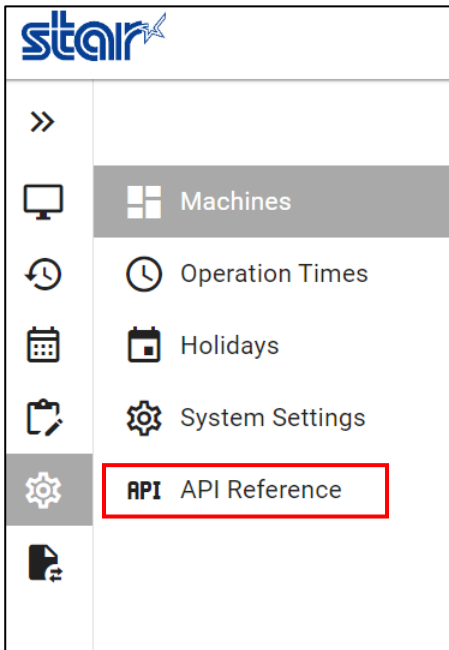 star
Machines
Operation Times
Holidays
System Settings
API API Reference